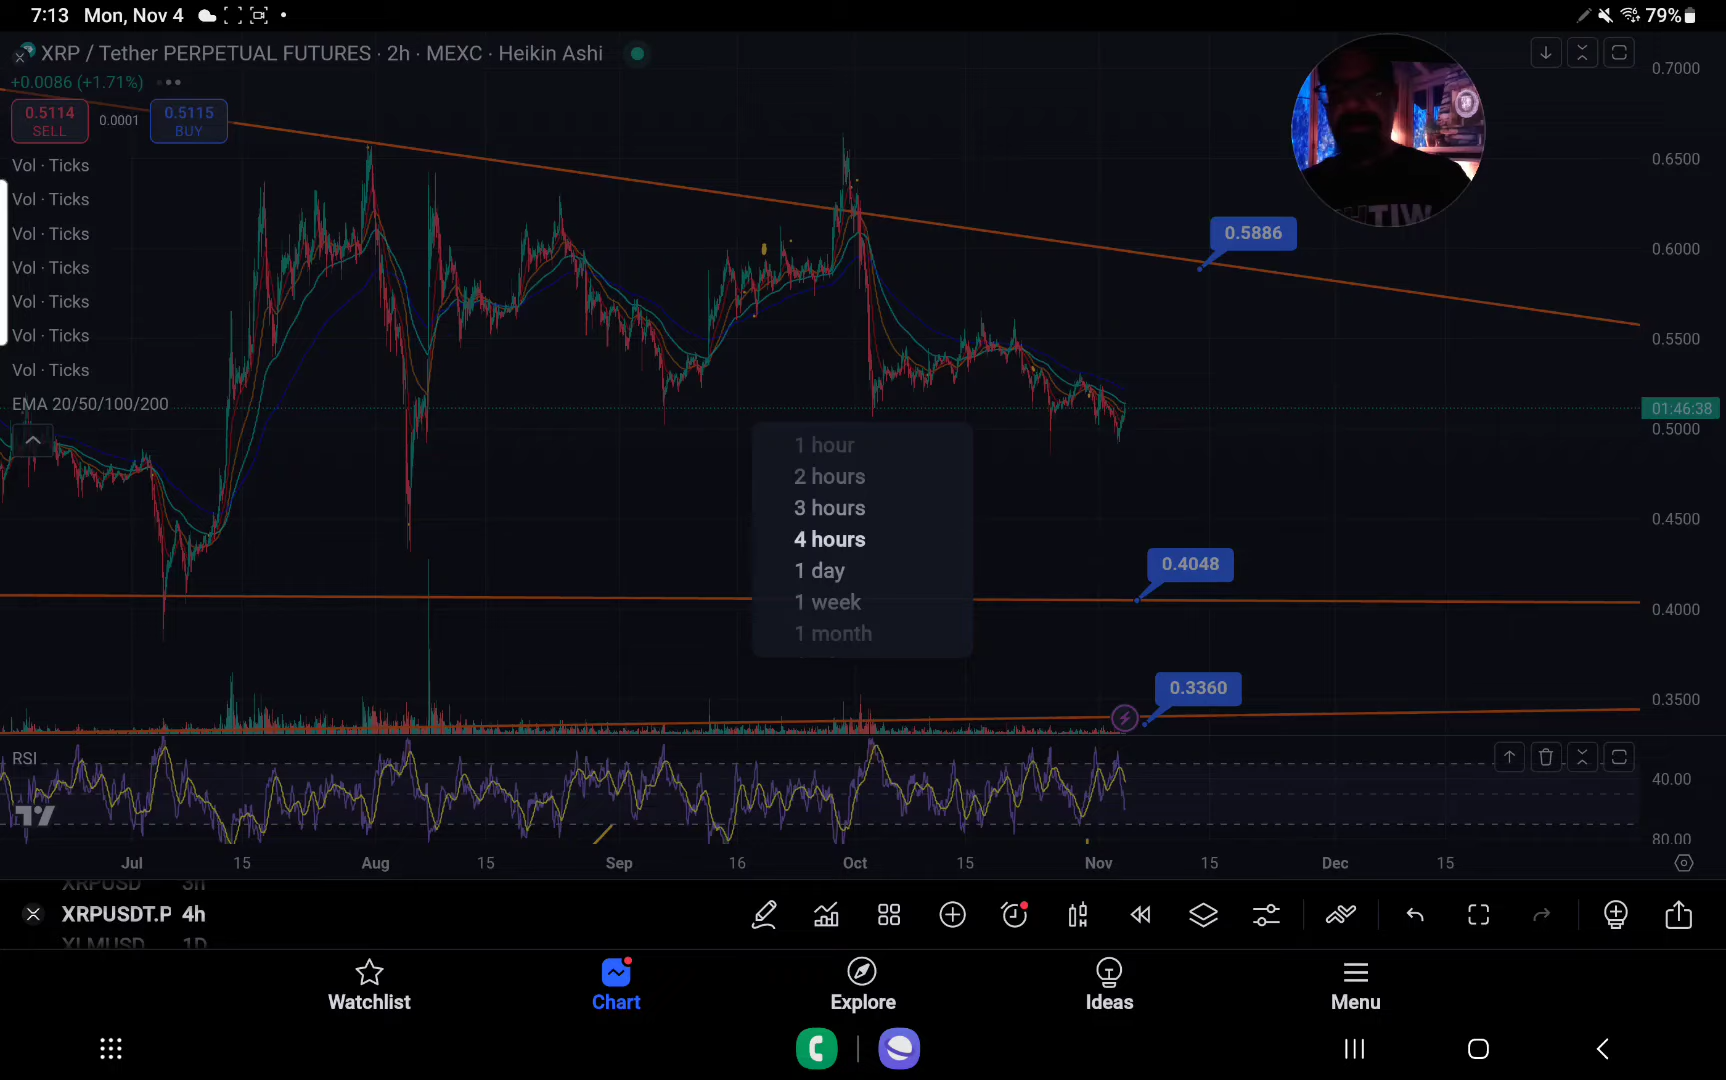 7:13 Mon, Nov 4
79%
XRP / Tether PERPETUAL FUTURES · 2h · MEXC · Heikin Ashi
+0.0086 (+1.71%)
0.5114
SELL
0.0001
0.5115
BUY
Vol · Ticks
Vol · Ticks
Vol · Ticks
Vol · Ticks
Vol · Ticks
Vol · Ticks
Vol · Ticks
EMA 20/50/100/200
0.7000
0.6500
0.6000
0.5500
01:46:38
0.5000
0.4500
0.4000
0.3500
0.5886
0.4048
0.3360
1 hour
2 hours
3 hours
4 hours
1 day
1 week
1 month
RSI
40.00
80.00
Jul 15 Aug 15 Sep 16 Oct 15 Nov 15 Dec 15
XRPUSD 3h
XRPUSDT.P 4h
XLMUSD 1D
Watchlist
Chart
Explore
Ideas
Menu